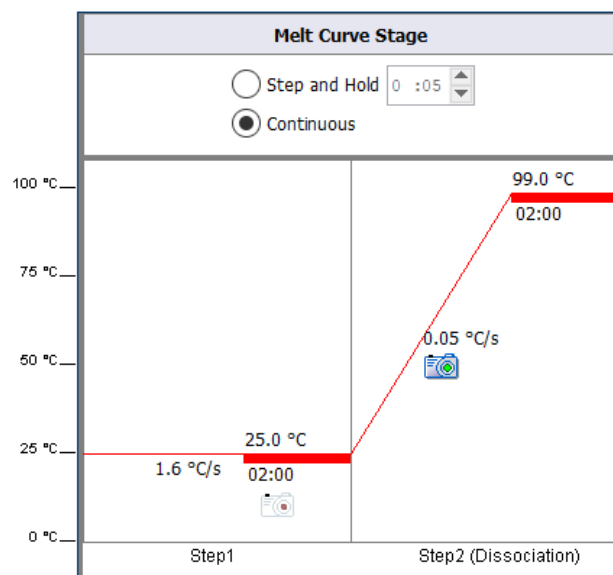 Melt Curve Stage
Step and Hold 0 :05
Continuous
100 °C
75 °C
50 °C
25 °C
0 °C
1.6 °C/s
25.0 °C
02:00
Step1
99.0 °C
02:00
0.05 °C/s
Step2 (Dissociation)